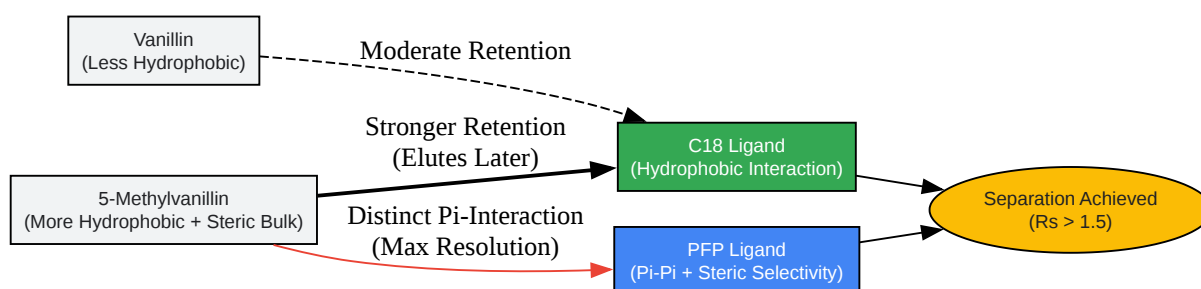 Vanillin
(Less Hydrophobic)
Moderate Retention
Stronger Retention
(Elutes Later)
C18 Ligand
(Hydrophobic Interaction)
5-Methylvanillin
(More Hydrophobic + Steric Bulk)
Distinct Pi-Interaction
(Max Resolution)
PFP Ligand
(Pi-Pi + Steric Selectivity)
Separation Achieved
(Rs > 1.5)